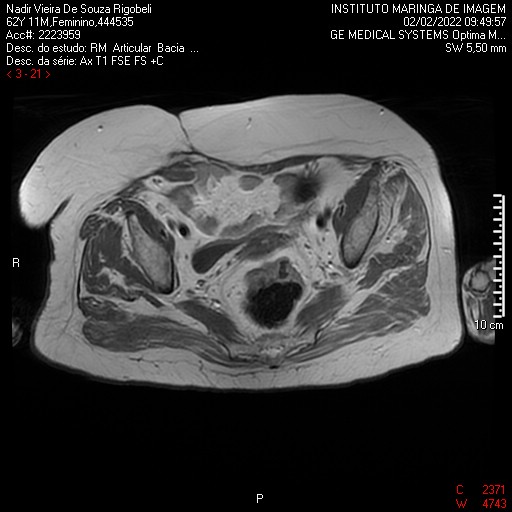 Nadir Vieira De Souza Rigobeli
62Y 11M,Feminino,444535
Acc#: 2223959
Desc. do estudo: RM Articular Bacia ...
Desc. da série: Ax T1 FSE FS +C
< 3 - 21 >
INSTITUTO MARINGA DE IMAGEM
02/02/2022 09:49:57
GE MEDICAL SYSTEMS Optima M...
SW 5,50 mm
R
10 cm
P
C 2371
W 4743